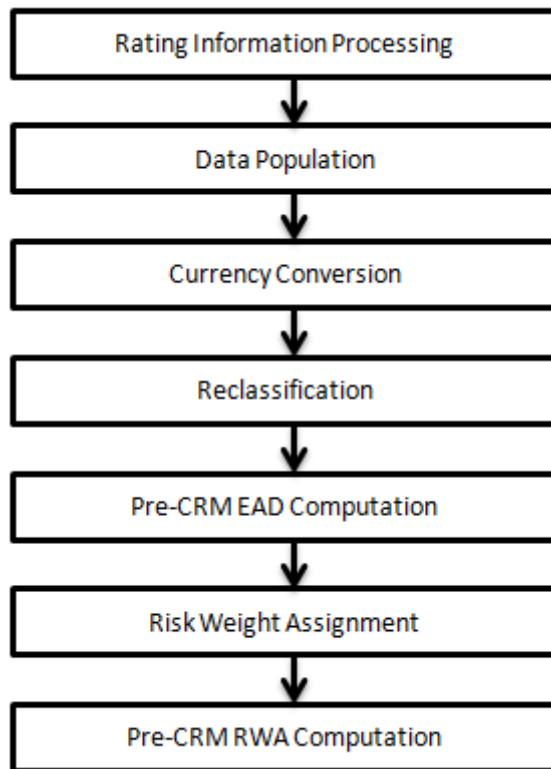 Rating Information Processing
Data Population
Currency Conversion
Reclassification
Pre-CRM EAD Computation
Risk Weight Assignment
Pre-CRM RWA Computation